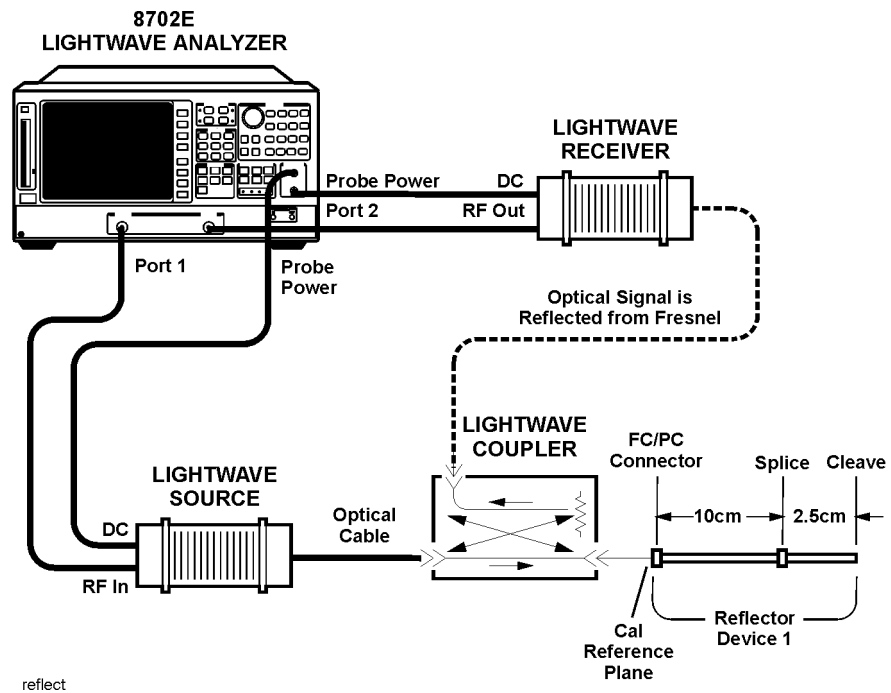 8702E
LIGHTWAVE ANALYZER
LIGHTWAVE
RECEIVER
Probe Power
DC
Port 2
RF Out
Port 1
Probe
Power
Optical Signal is
Reflected from Fresnel
LIGHTWAVE
COUPLER
FC/PC
Connector
Splice
Cleave
LIGHTWAVE
SOURCE
Optical
Cable
10cm
2.5cm
DC
RF In
Cal
Reference
Plane
Reflector
Device 1
reflect